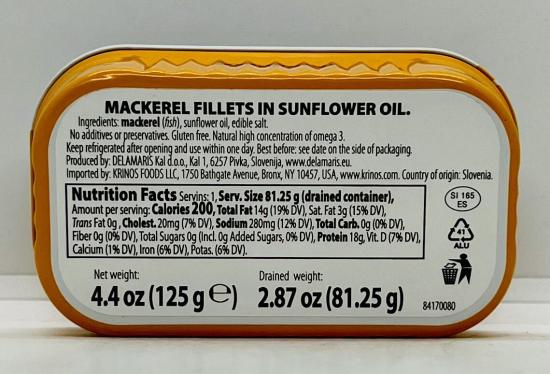 MACKEREL FILLETS IN SUNFLOWER OIL.
Ingredients: mackerel (fish), sunflower oil, edible salt.
No additives or preservatives. Gluten free. Natural high concentration of omega 3.
Keep refrigerated after opening and use within one day. Best before: see date on the side of packaging.
Produced by: DELAMARIS Kal d.o.o., Kal 1, 6257 Pivka, Slovenija, www.delamaris.eu.
Imported by: KRINOS FOODS LLC, 1750 Bathgate Avenue, Bronx, NY 10457, USA, www.krinos.com. Country of origin: Slovenia.
Nutrition Facts Servings: 1, Serv. Size 81.25 g (drained container),
Amount per serving: Calories 200, Total Fat 14g (19% DV), Sat. Fat 3g (15% DV),
Trans Fat 0g, Cholest. 20mg (7% DV), Sodium 280mg (12% DV), Total Carb. 0g (0% DV),
Fiber 0g (0% DV), Total Sugars 0g (Incl. 0g Added Sugars, 0% DV), Protein 18g, Vit. D (7% DV),
Calcium (1% DV), Iron (6% DV), Potas. (6% DV).
SI 165
ES
41
ALU
Net weight:
4.4 oz (125 g ℮)
Drained weight:
2.87 oz (81.25 g)
84170080